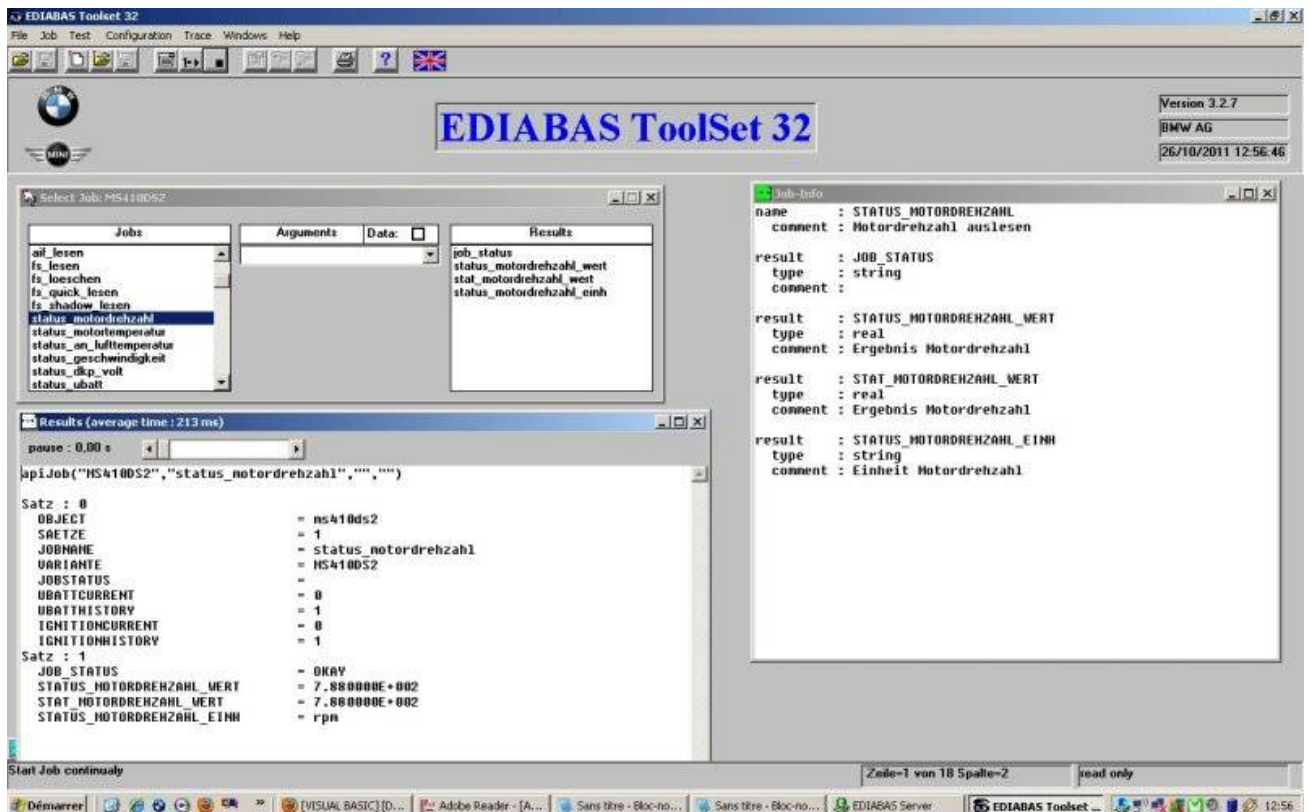 EDIABAS Toolset 32
File Job Test Configuration Trace Windows Help
EDIABAS ToolSet 32
Version 3.2.7
BMW AG
26/10/2011 12:56:46
MINI
Select Job: MS410DS2
Jobs
Arguments
Data:
Results
aif_lesen
fs_lesen
fs_loeschen
fs_quick_lesen
fs_shadow_lesen
status_motordrehzahl
status_motortemperatur
status_an_lufttemperatur
status_geschwindigkeit
status_dkp_volt
status_ubatt
job_status
status_motordrehzahl_wert
stat_motordrehzahl_wert
status_motordrehzahl_einh
Results (average time : 213 ms)
pause : 0,00 s
apiJob("MS410DS2","status_motordrehzahl","","")
Satz : 0
OBJECT = ms410ds2
SAETZE = 1
JOBNAME = status_motordrehzahl
VARIANTE = MS410DS2
JOBSTATUS =
UBATTCURRENT = 0
UBATTHISTORY = 1
IGNITIONCURRENT = 0
IGNITIONHISTORY = 1
Satz : 1
JOB_STATUS = OKAY
STATUS_MOTORDREHZAHL_WERT = 7.880000E+002
STAT_MOTORDREHZAHL_WERT = 7.880000E+002
STATUS_MOTORDREHZAHL_EINH = rpm
Job-Info
name : STATUS_MOTORDREHZAHL
comment : Motordrehzahl auslesen
result : JOB_STATUS
type : string
comment :
result : STATUS_MOTORDREHZAHL_WERT
type : real
comment : Ergebnis Motordrehzahl
result : STAT_MOTORDREHZAHL_WERT
type : real
comment : Ergebnis Motordrehzahl
result : STATUS_MOTORDREHZAHL_EINH
type : string
comment : Einheit Motordrehzahl
Start Job continualy
Zeile=1 von 18 Spalte=2
read only
Démarrer
»
[VISUAL BASIC] [D...
Adobe Reader - [A...
Sans titre - Bloc-no...
Sans titre - Bloc-no...
EDIABAS Server
EDIABAS Toolset ...
12:56